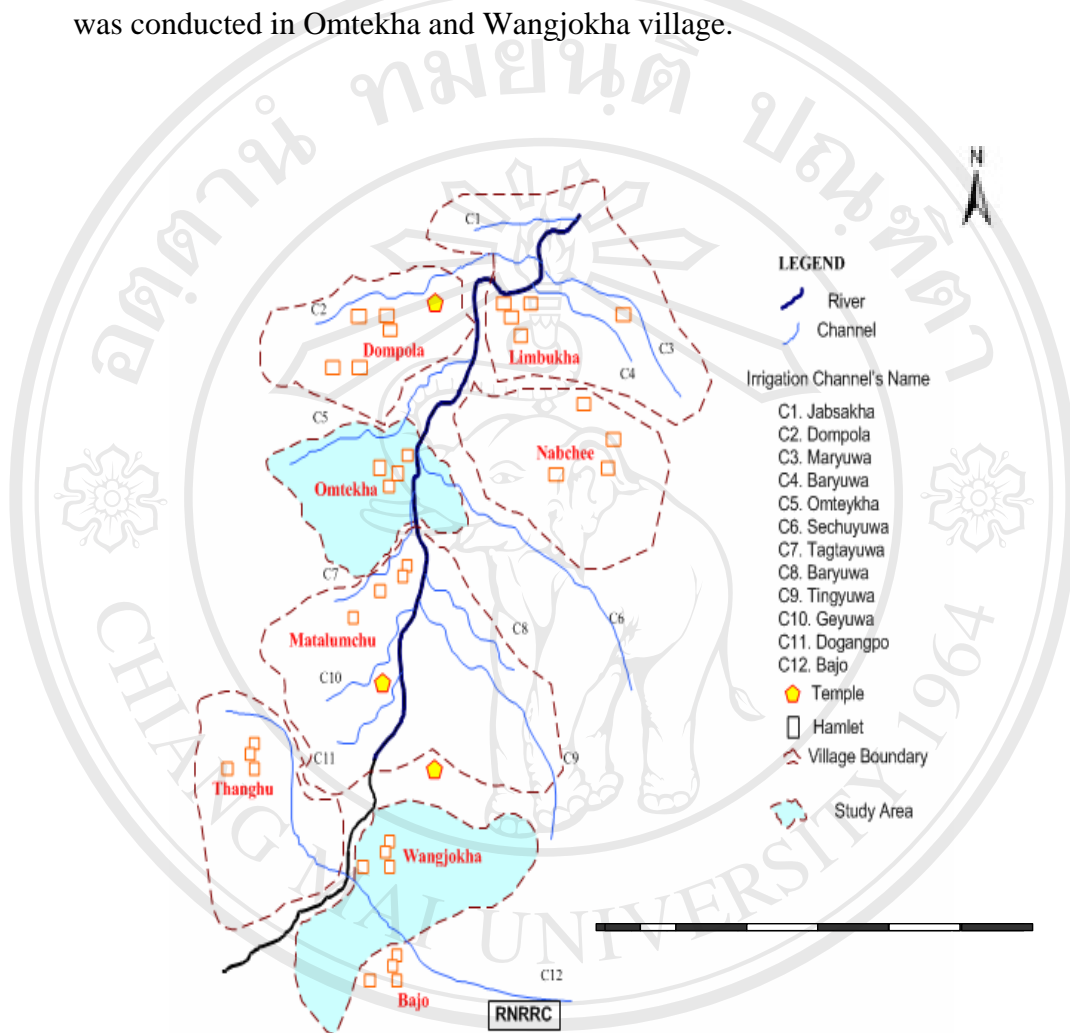 was conducted in Omtekha and Wangjokha village.
N
C1
LEGEND
River
Channel
C2
Dompola
Limbukha
C3
C4
Irrigation Channel's Name
C1. Jabsakha
C2. Dompola
C3. Maryuwa
C4. Baryuwa
C5. Omteykha
C6. Sechuyuwa
C7. Tagtayuwa
C8. Baryuwa
C9. Tingyuwa
C10. Geyuwa
C11. Dogangpo
C12. Bajo
Temple
Hamlet
Village Boundary
Study Area
C5
Nabchee
Omtekha
C7
C8
C6
Matalumchu
C10
C11
C9
Thanghu
Wangjokha
C12
Bajo
RNRRC
CHIANG MAI UNIVERSITY 1964